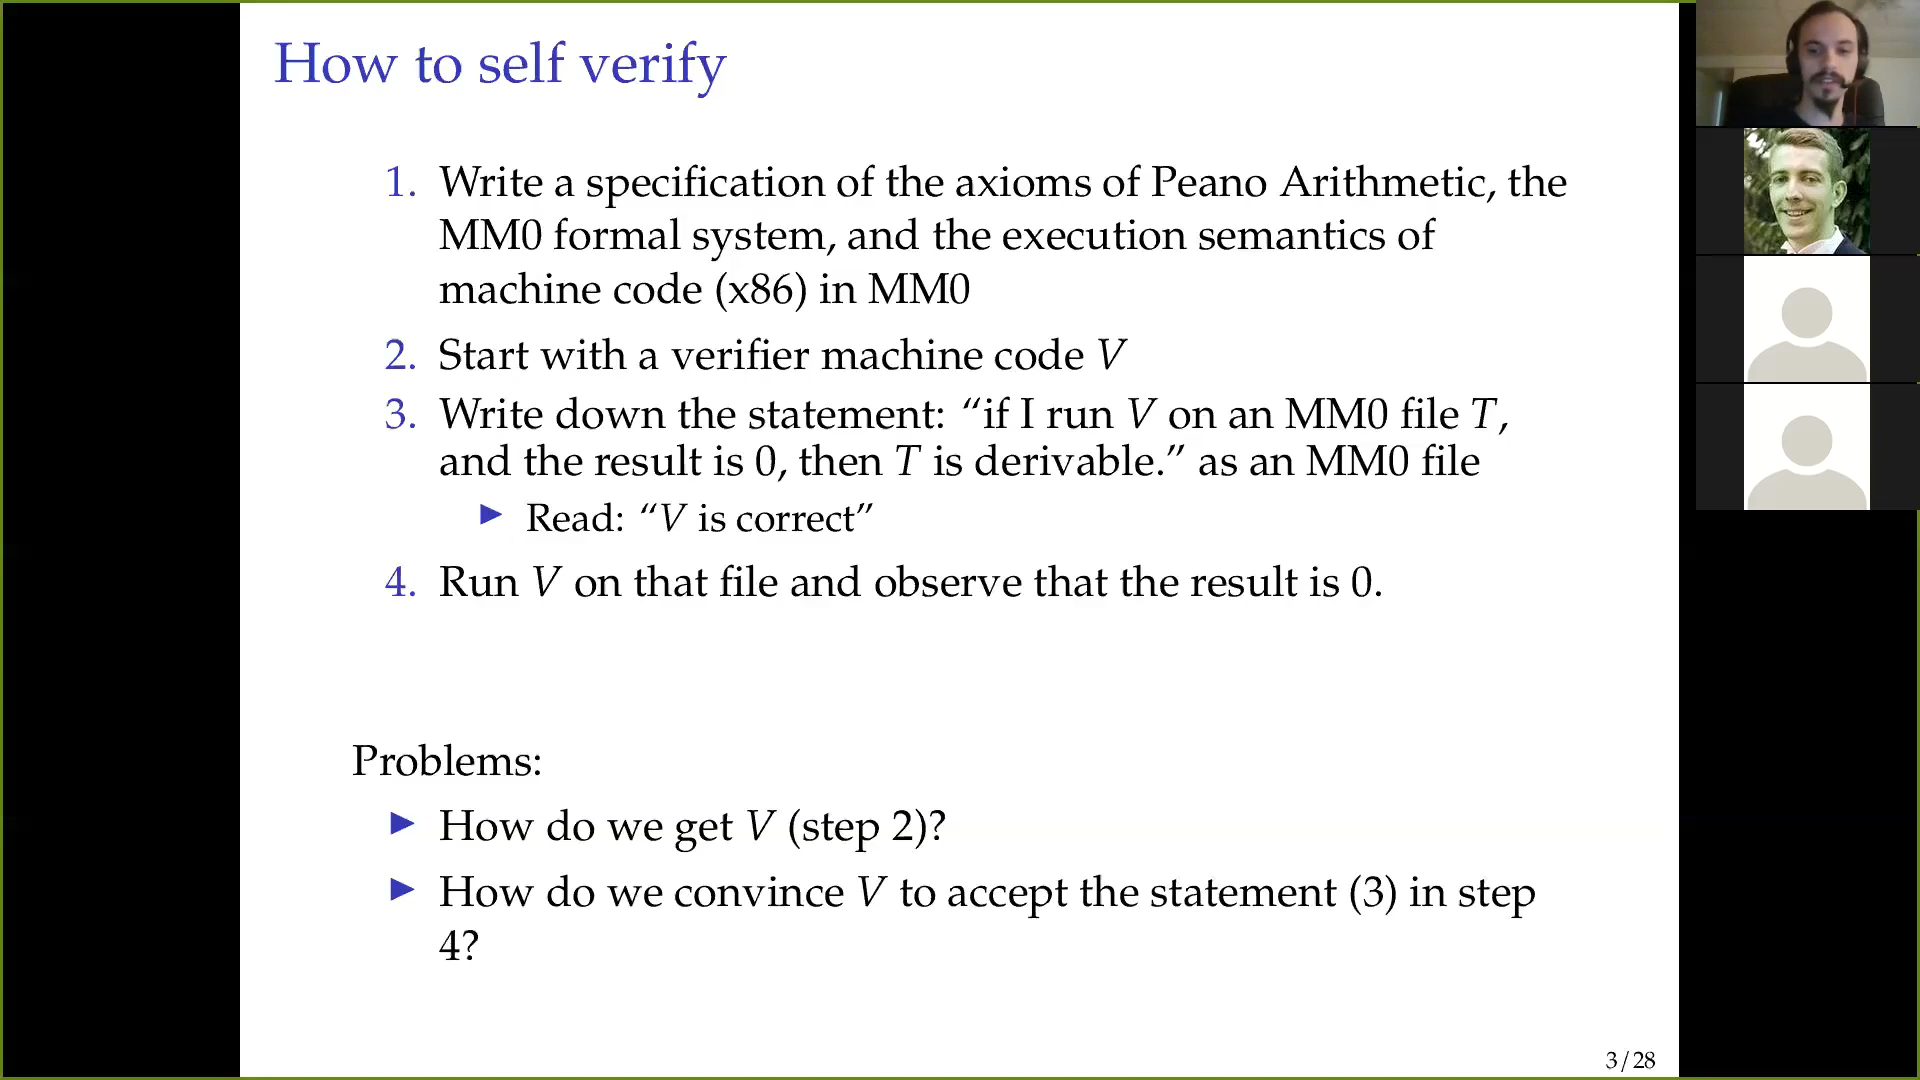 How to self verify
1. Write a specification of the axioms of Peano Arithmetic, the
MM0 formal system, and the execution semantics of
machine code (x86) in MM0
2. Start with a verifier machine code V
3. Write down the statement: “if I run V on an MM0 file T,
and the result is 0, then T is derivable.” as an MM0 file
▶ Read: “V is correct”
4. Run V on that file and observe that the result is 0.
Problems:
▶ How do we get V (step 2)?
▶ How do we convince V to accept the statement (3) in step
4?
3 / 28